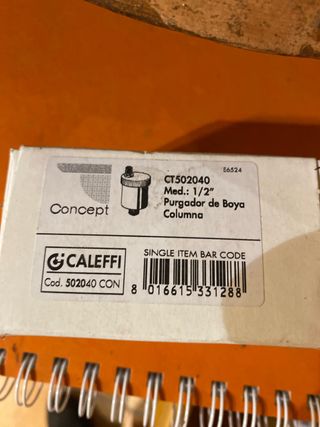 E6524
CT502040
Med.: 1/2"
Purgador de Boya
Columna
Concept
CALEFFI
Cod. 502040 CON
SINGLE ITEM BAR CODE
8 016615 331288